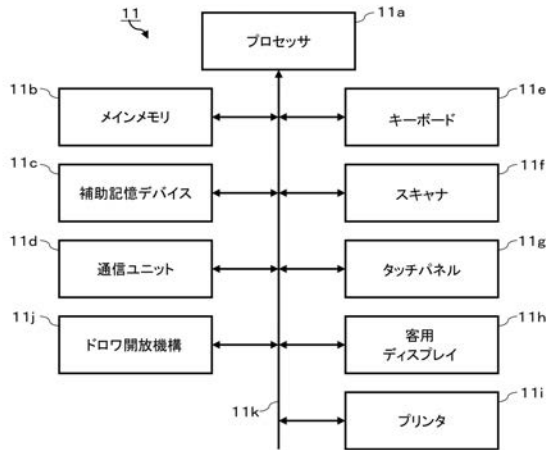 11
11a
プロセッサ
11b
メインメモリ
11e
キーボード
11c
補助記憶デバイス
11f
スキャナ
11d
通信ユニット
11g
タッチパネル
11j
ドロワ開放機構
11h
客用
ディスプレイ
11k
11i
プリンタ